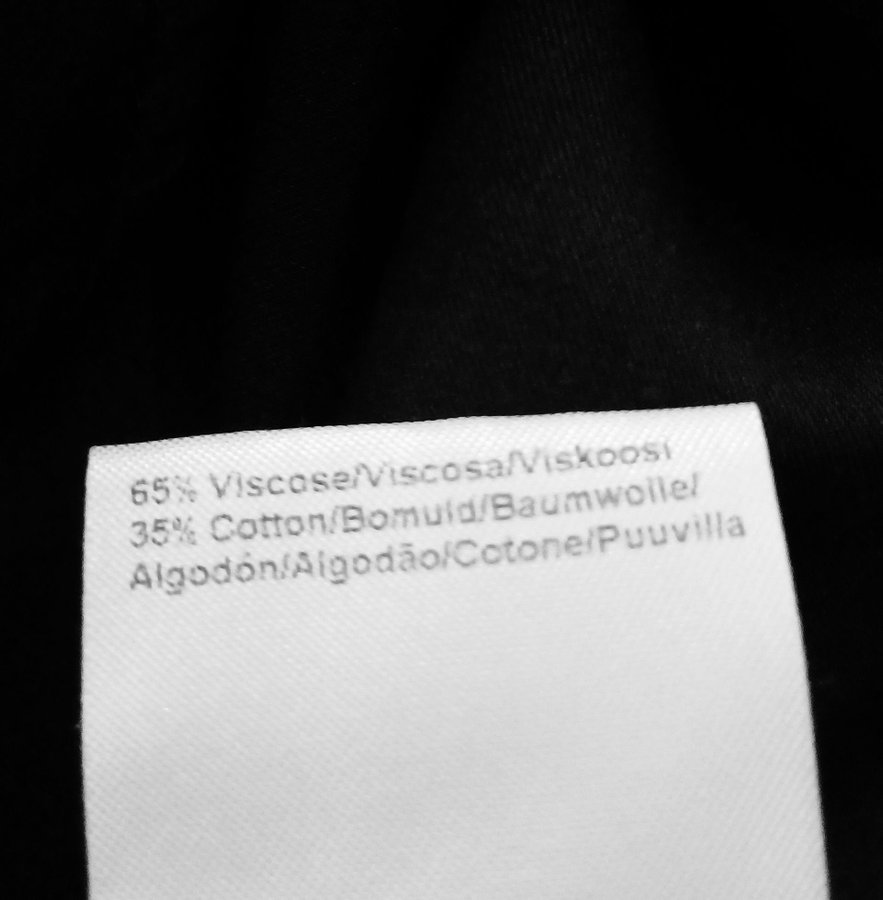 65% Viscose/Viscosa/Viskoosi
35% Cotton/Bomuld/Baumwolle/
Algodón/Algodão/Cotone/Puuvilla